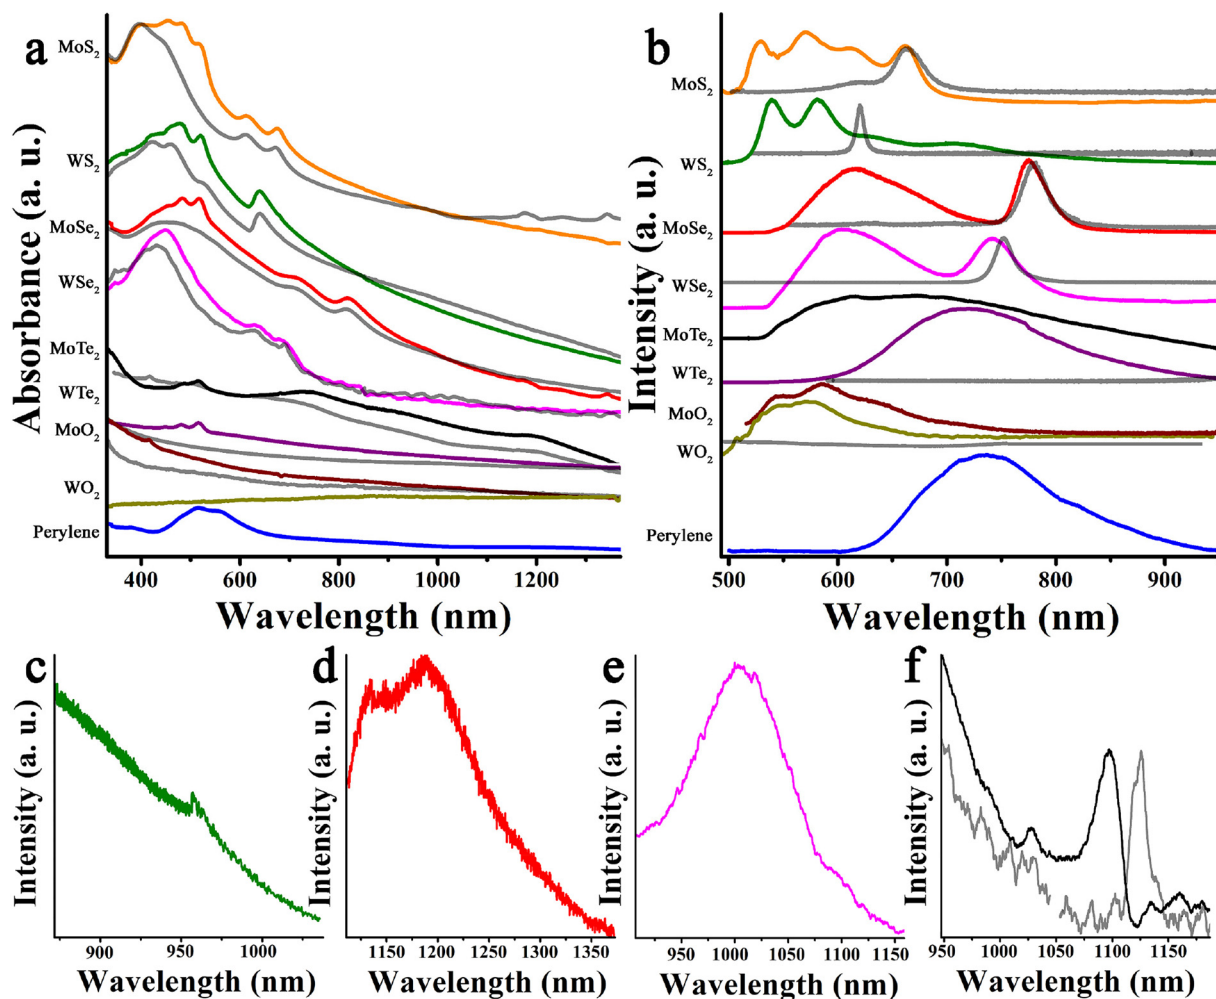 a
Absorbance (a. u.)
MoS₂
WS₂
MoSe₂
WSe₂
MoTe₂
WTe₂
MoO₂
WO₂
Perylene
400 600 800 1000 1200
Wavelength (nm)
b
Intensity (a. u.)
MoS₂
WS₂
MoSe₂
WSe₂
MoTe₂
WTe₂
MoO₂
WO₂
Perylene
500 600 700 800 900
Wavelength (nm)
c
Intensity (a. u.)
900 950 1000
Wavelength (nm)
d
Intensity (a. u.)
1150 1200 1250 1300 1350
Wavelength (nm)
e
Intensity (a. u.)
950 1000 1050 1100 1150
Wavelength (nm)
f
Intensity (a. u.)
950 1000 1050 1100 1150
Wavelength (nm)